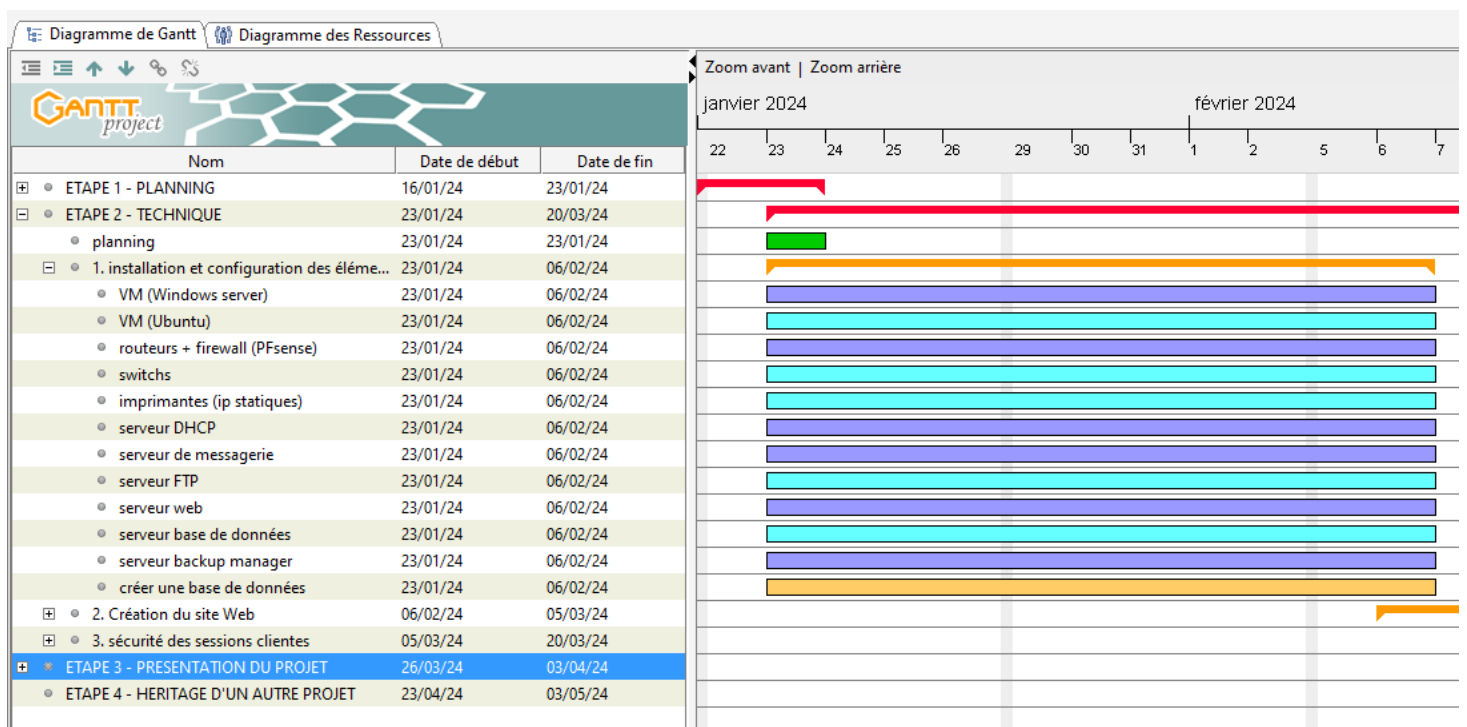 Diagramme de Gantt Diagramme des Ressources
Zoom avant | Zoom arrière
GANTT
project
janvier 2024 février 2024
22 23 24 25 26 29 30 31 1 2 5 6 7
Nom Date de début Date de fin
ETAPE 1 - PLANNING 16/01/24 23/01/24
ETAPE 2 - TECHNIQUE 23/01/24 20/03/24
planning 23/01/24 23/01/24
1. installation et configuration des éléme... 23/01/24 06/02/24
VM (Windows server) 23/01/24 06/02/24
VM (Ubuntu) 23/01/24 06/02/24
routeurs + firewall (PFsense) 23/01/24 06/02/24
switchs 23/01/24 06/02/24
imprimantes (ip statiques) 23/01/24 06/02/24
serveur DHCP 23/01/24 06/02/24
serveur de messagerie 23/01/24 06/02/24
serveur FTP 23/01/24 06/02/24
serveur web 23/01/24 06/02/24
serveur base de données 23/01/24 06/02/24
serveur backup manager 23/01/24 06/02/24
créer une base de données 23/01/24 06/02/24
2. Création du site Web 06/02/24 05/03/24
3. sécurité des sessions clientes 05/03/24 20/03/24
ETAPE 3 - PRESENTATION DU PROJET 26/03/24 03/04/24
ETAPE 4 - HERITAGE D'UN AUTRE PROJET 23/04/24 03/05/24